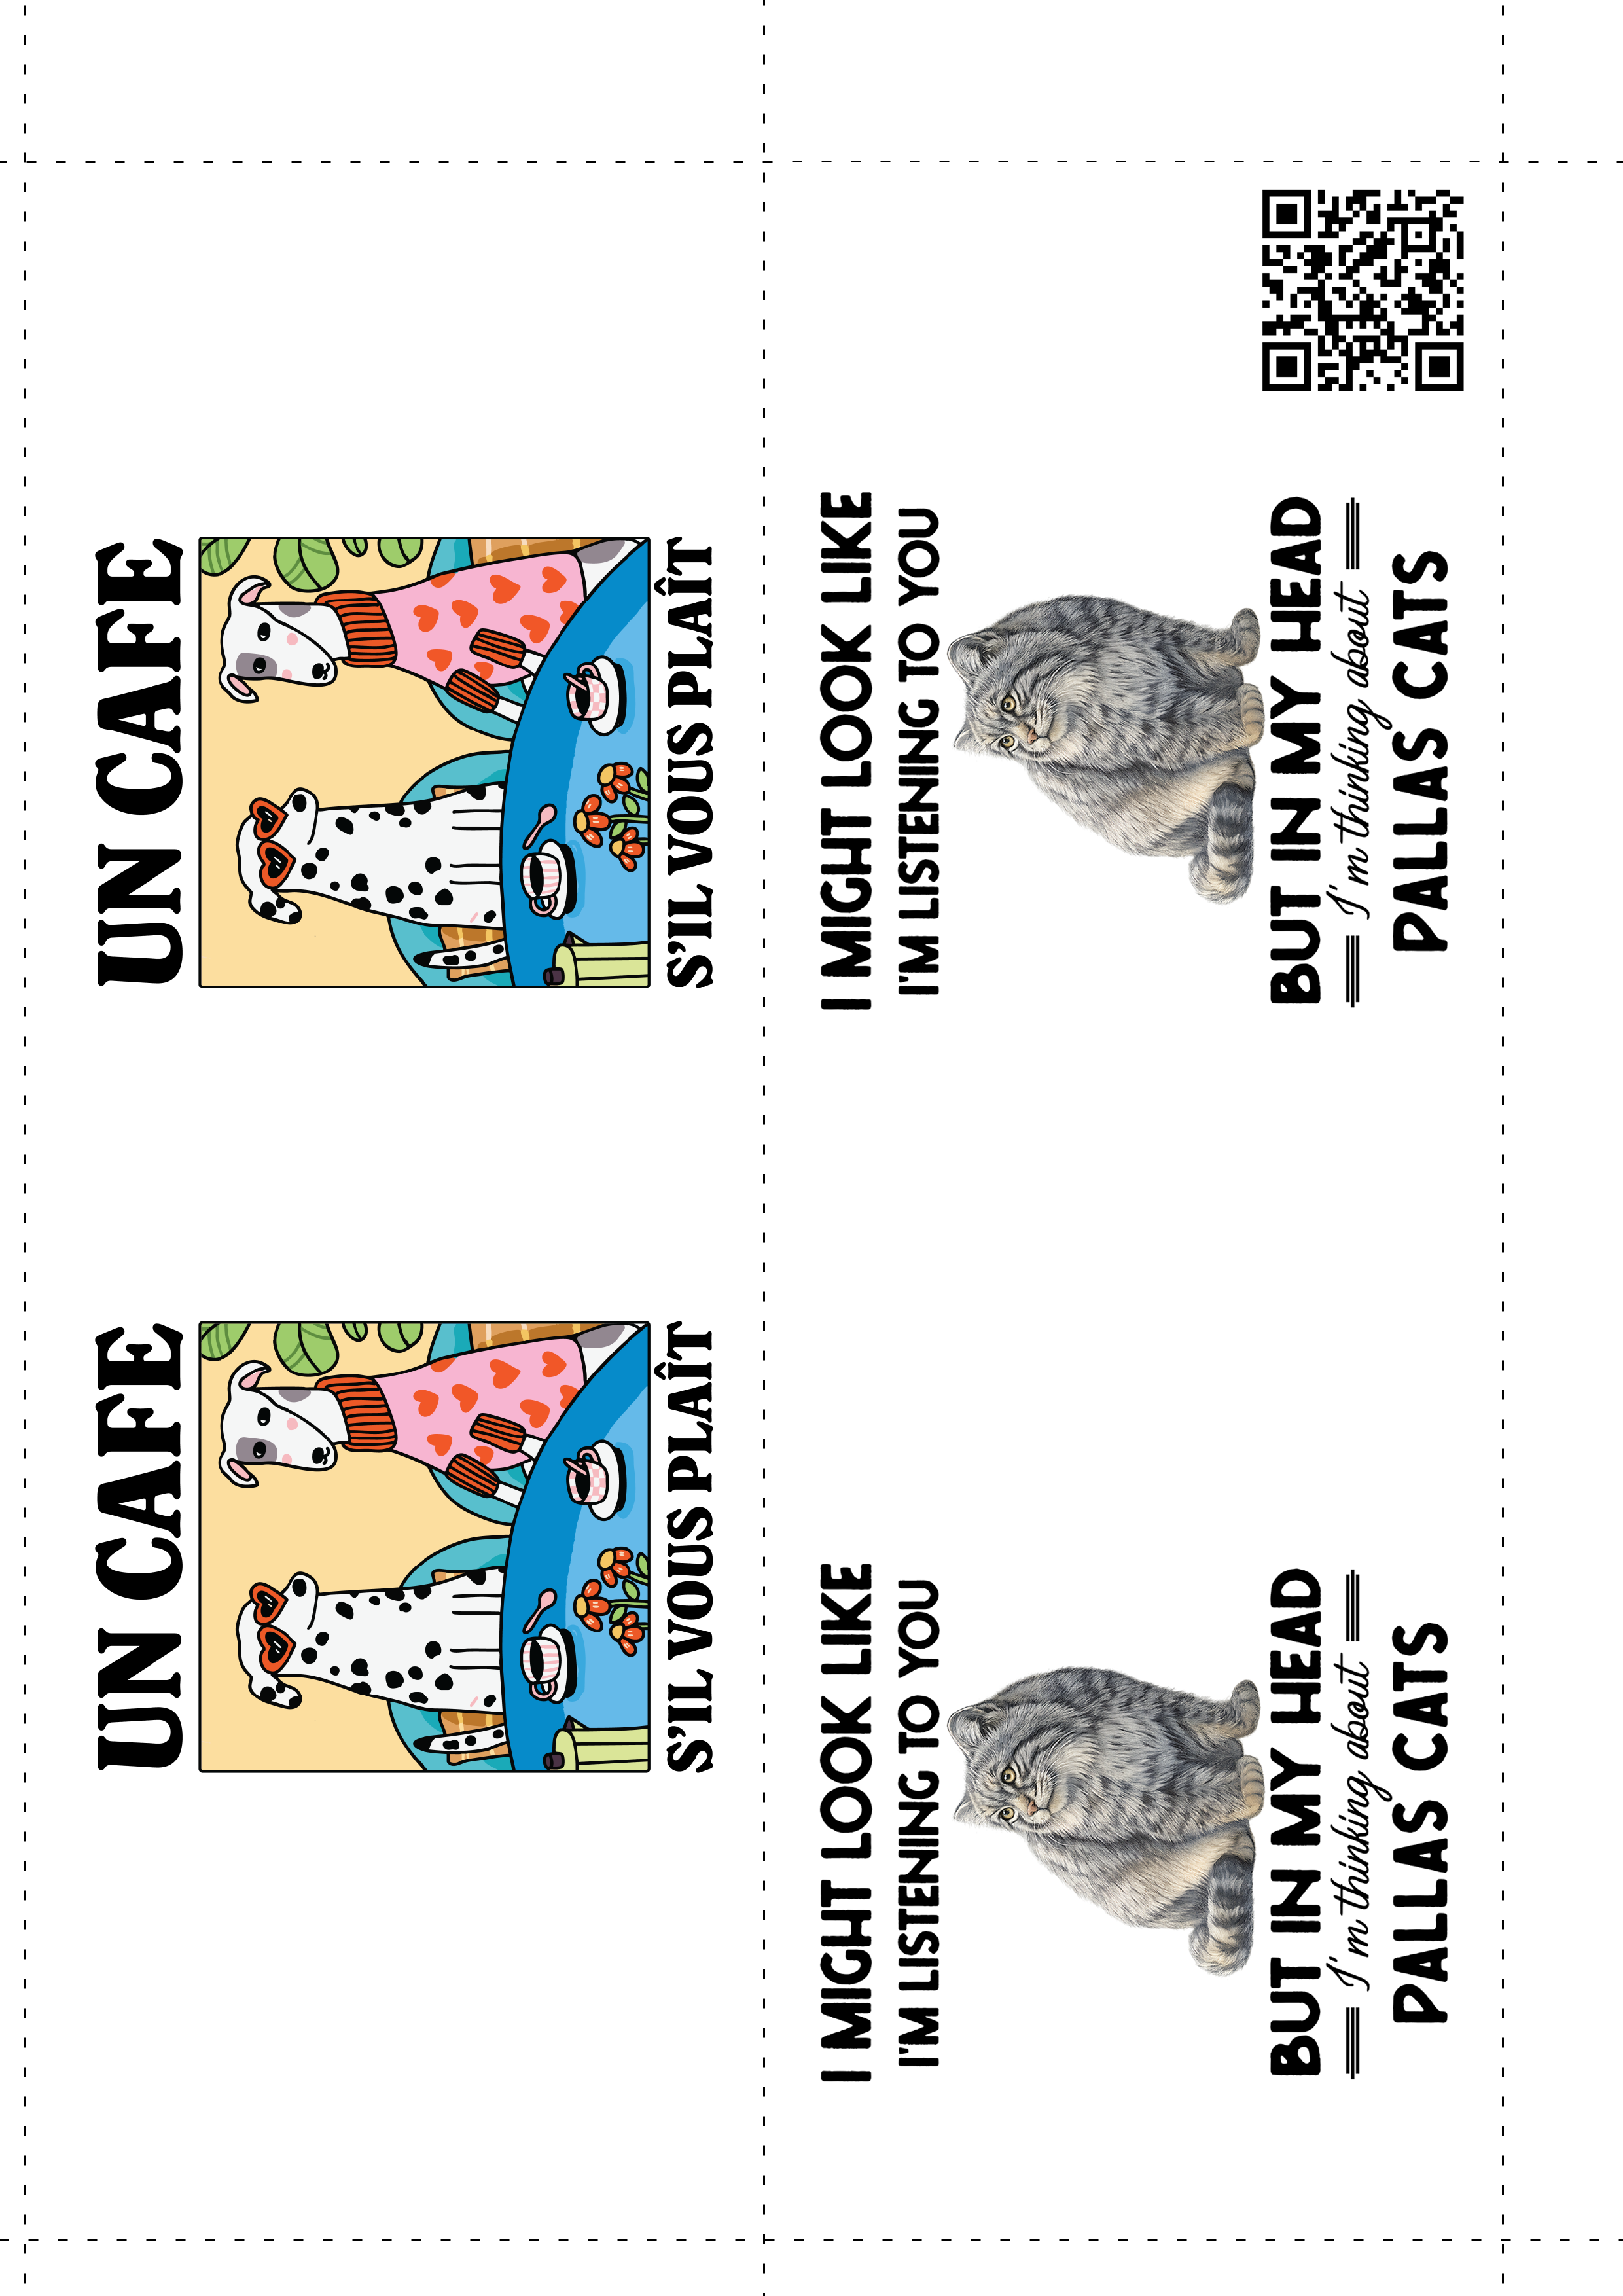 UN CAFE
S'IL VOUS PLAÎT
UN CAFE
S'IL VOUS PLAÎT
I MIGHT LOOK LIKE
I'M LISTENING TO YOU
BUT IN MY HEAD
I'm thinking about
PALLAS CATS
I MIGHT LOOK LIKE
I'M LISTENING TO YOU
BUT IN MY HEAD
I'm thinking about
PALLAS CATS